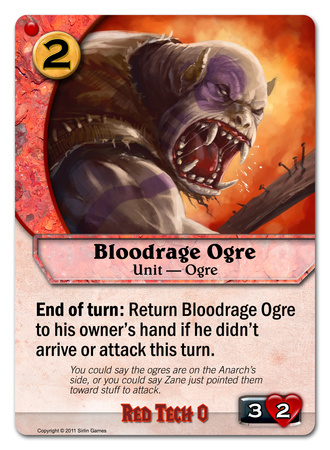 2
Bloodrage Ogre
Unit — Ogre
End of turn: Return Bloodrage Ogre
to his owner's hand if he didn't
arrive or attack this turn.
You could say the ogres are on the Anarch's
side, or you could say Zane just pointed them
toward stuff to attack.
Red Tech 0
3 2
Copyright © 2011 Sirlin Games